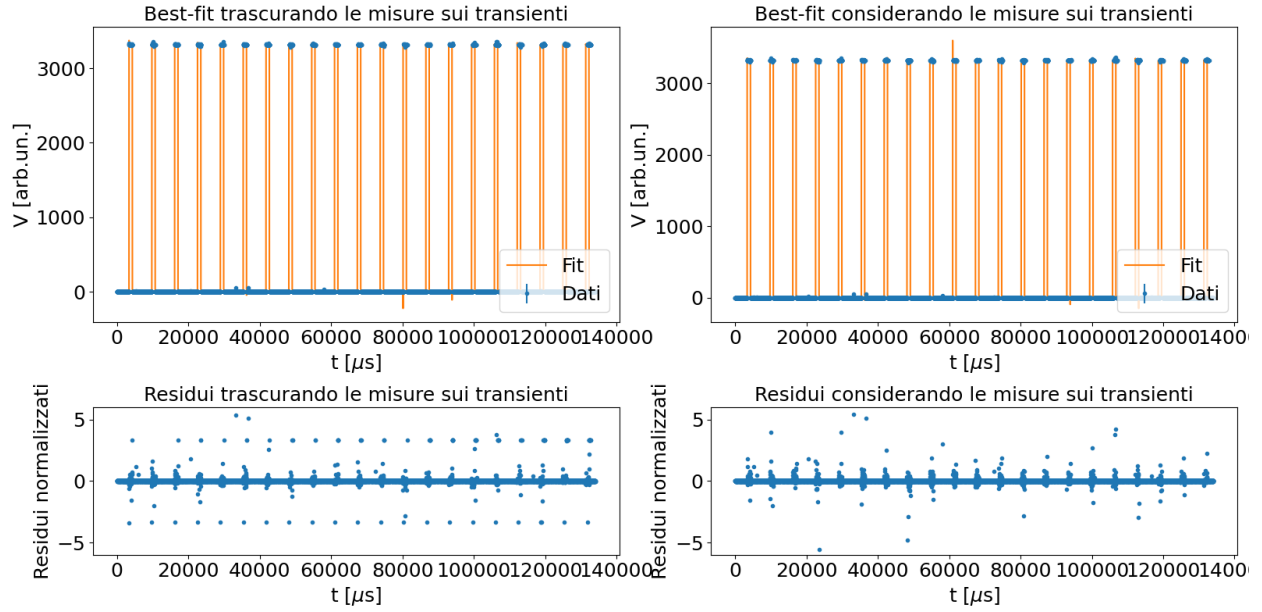 Best-fit trascurando le misure sui transienti
V [arb.un.]
3000
2000
1000
0
Fit
Dati
0 20000 40000 60000 80000 100000 120000 140000
t [μs]
Best-fit considerando le misure sui transienti
V [arb.un.]
3000
2000
1000
0
Fit
Dati
0 20000 40000 60000 80000 100000 120000 14000
t [μs]
Residui trascurando le misure sui transienti
Residui normalizzati
5
0
−5
0 20000 40000 60000 80000 100000 120000 140000
t [μs]
Residui considerando le misure sui transienti
Residui normalizzati
5
0
−5
0 20000 40000 60000 80000 100000 120000 14000
t [μs]